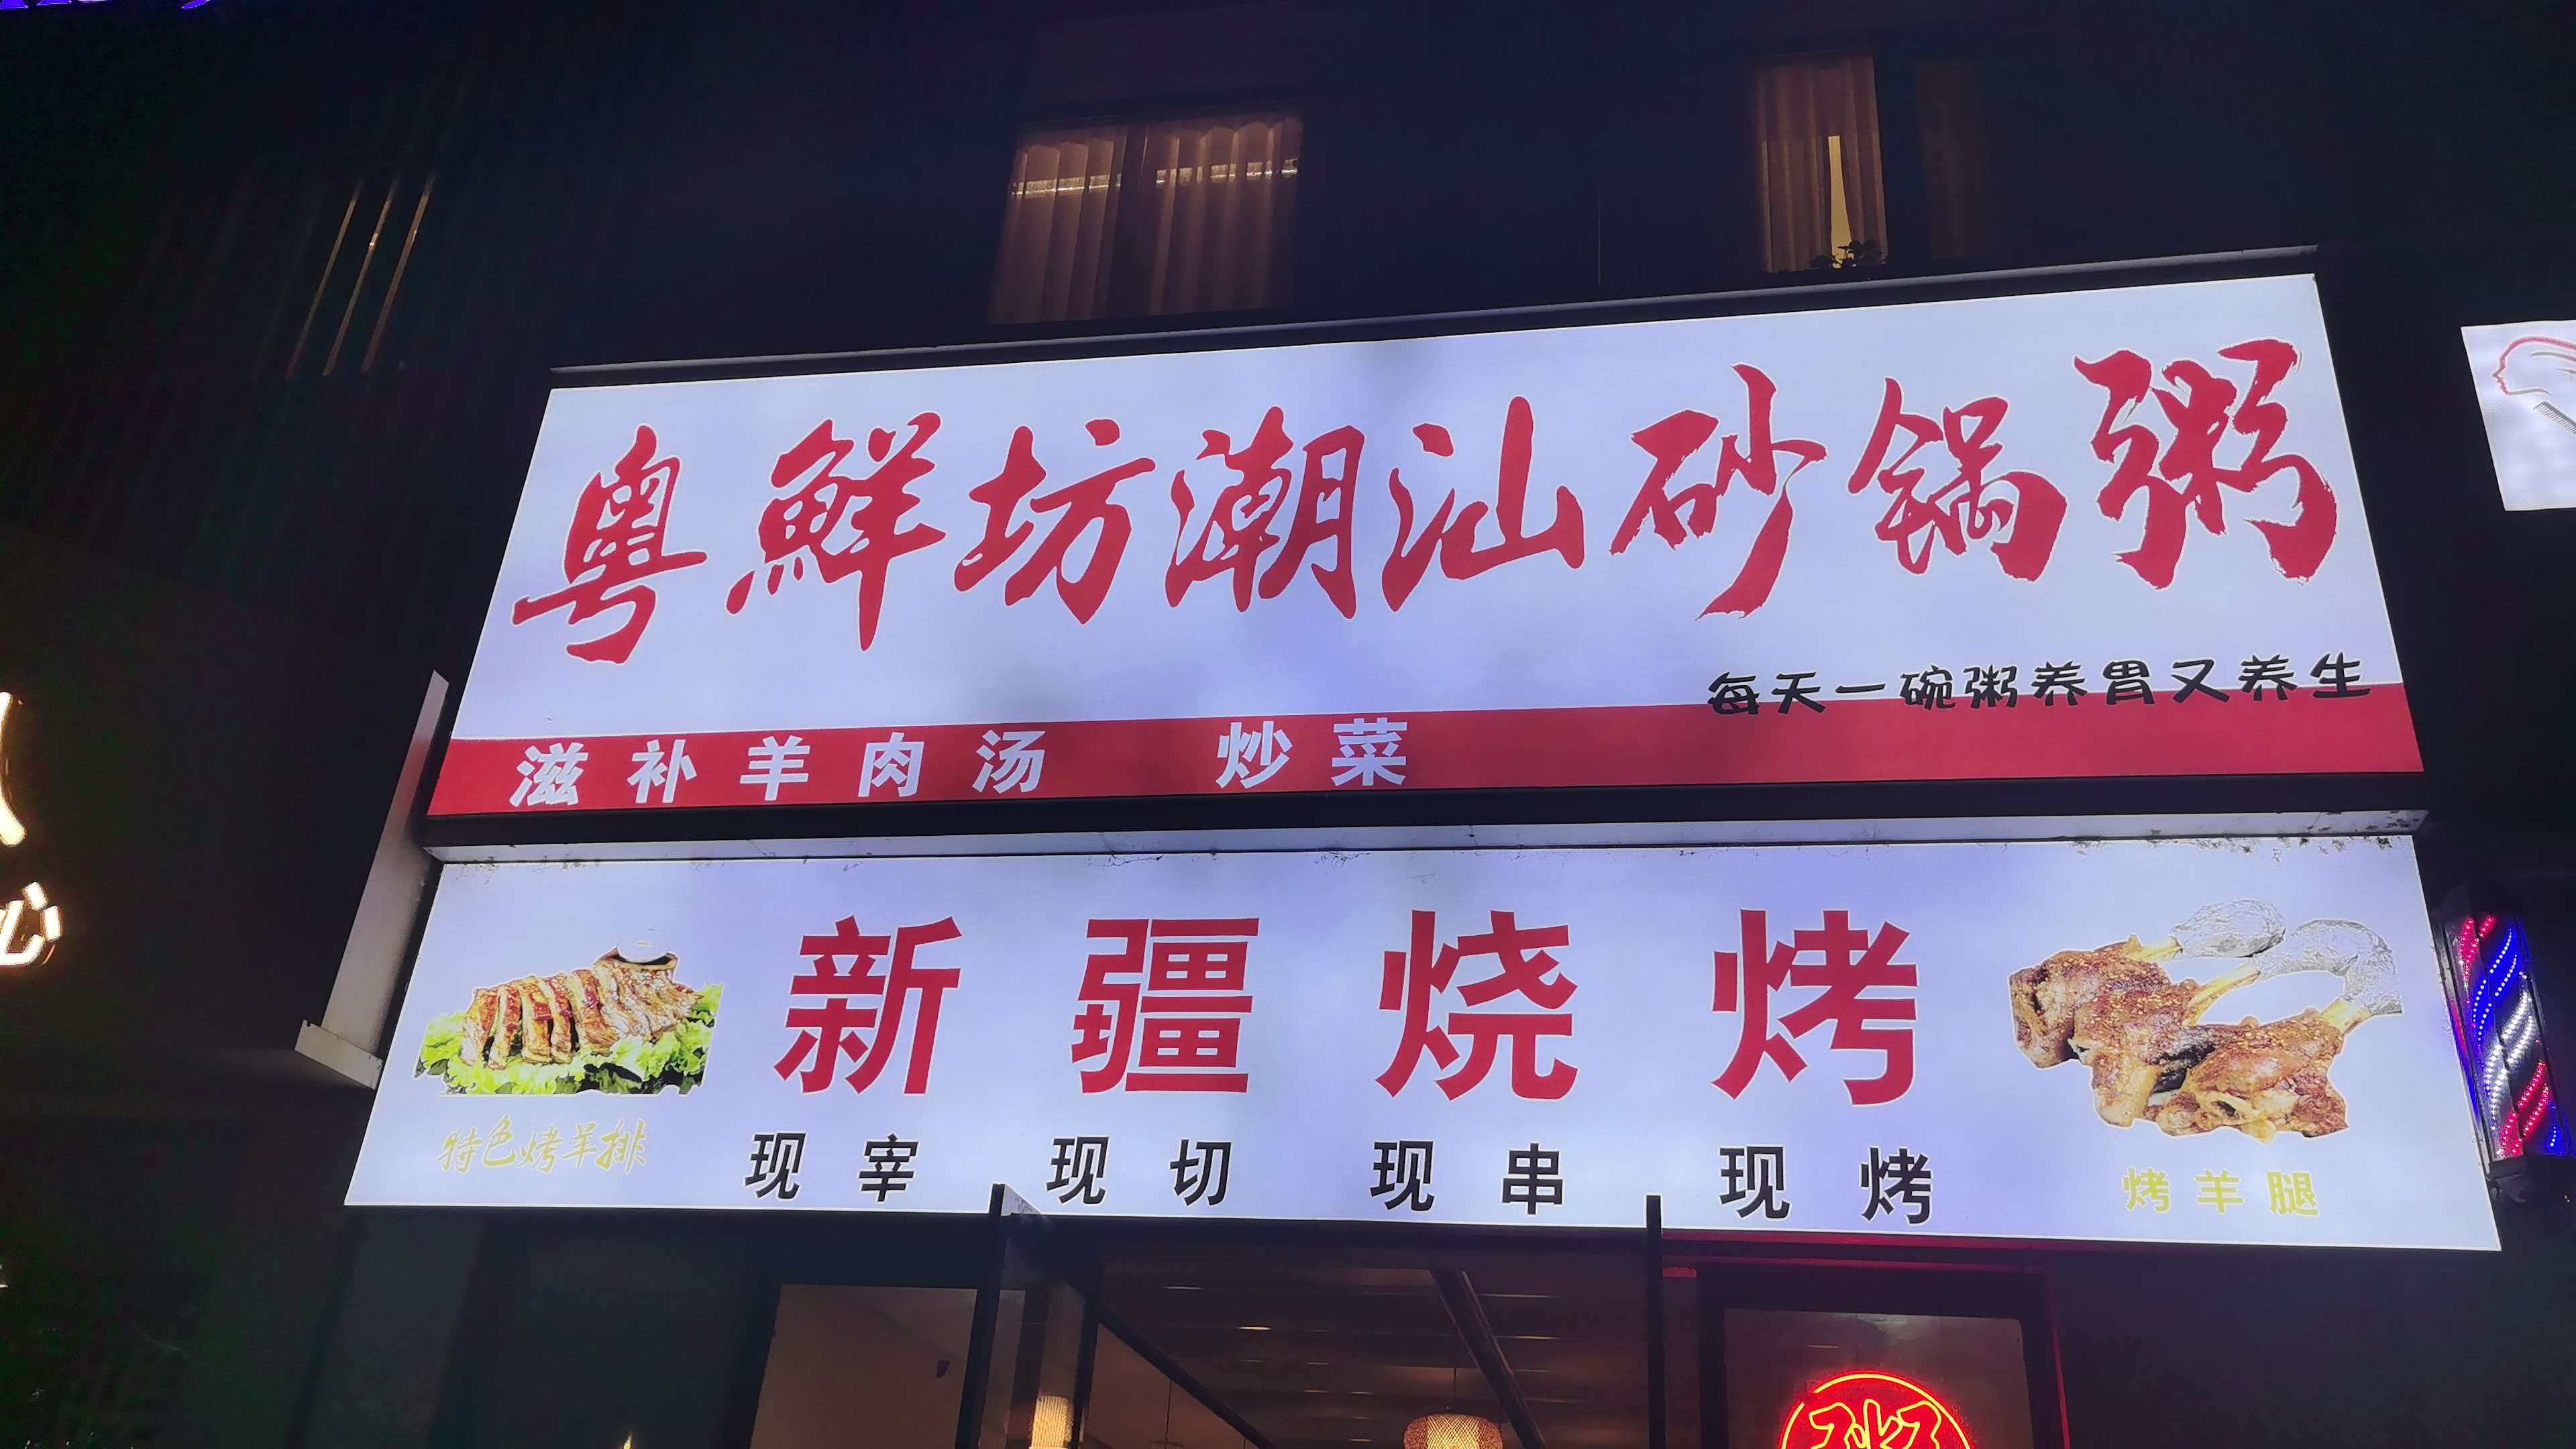 粤鲜坊潮汕砂锅粥
每天一碗粥养胃又养生
滋补羊肉汤 炒菜
新疆烧烤
特色烤羊排
现宰 现切 现串 现烤
烤羊腿
心
粥